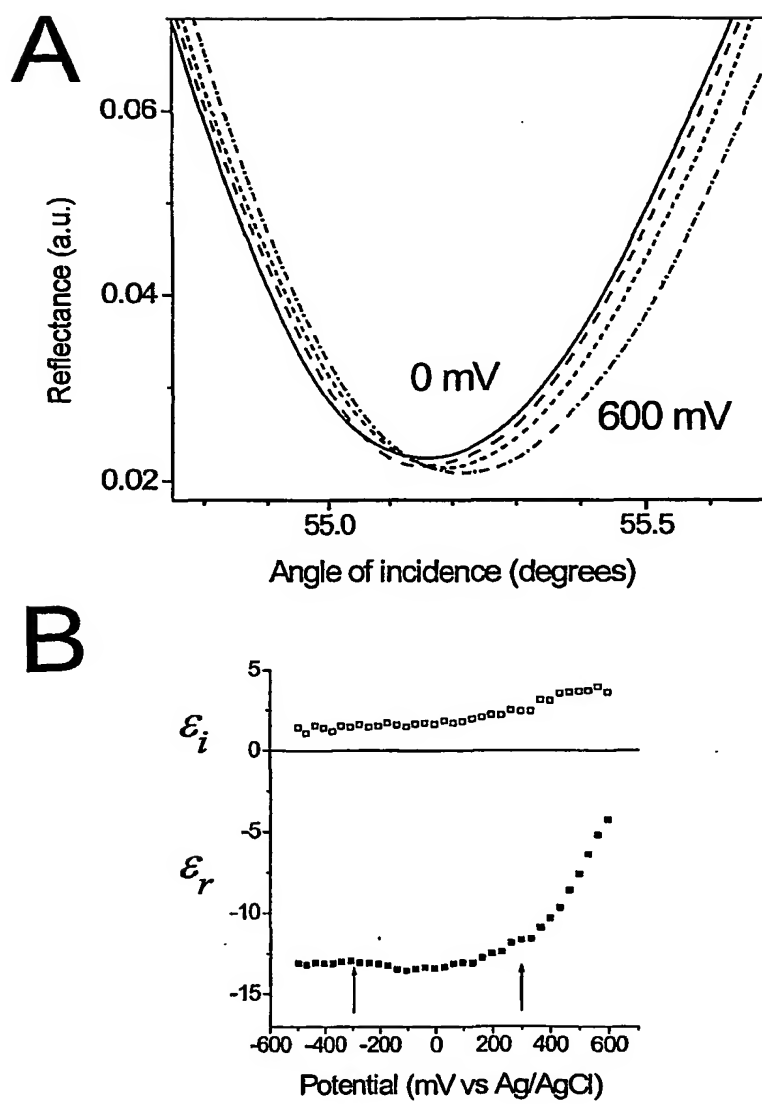 A
0.06
0.04
0.02
Reflectance (a.u.)
0 mV
600 mV
55.0
55.5
Angle of incidence (degrees)
B
5
0
-5
-10
-15
εi
εr
-600
-400
-200
0
200
400
600
Potential (mV vs Ag/AgCl)